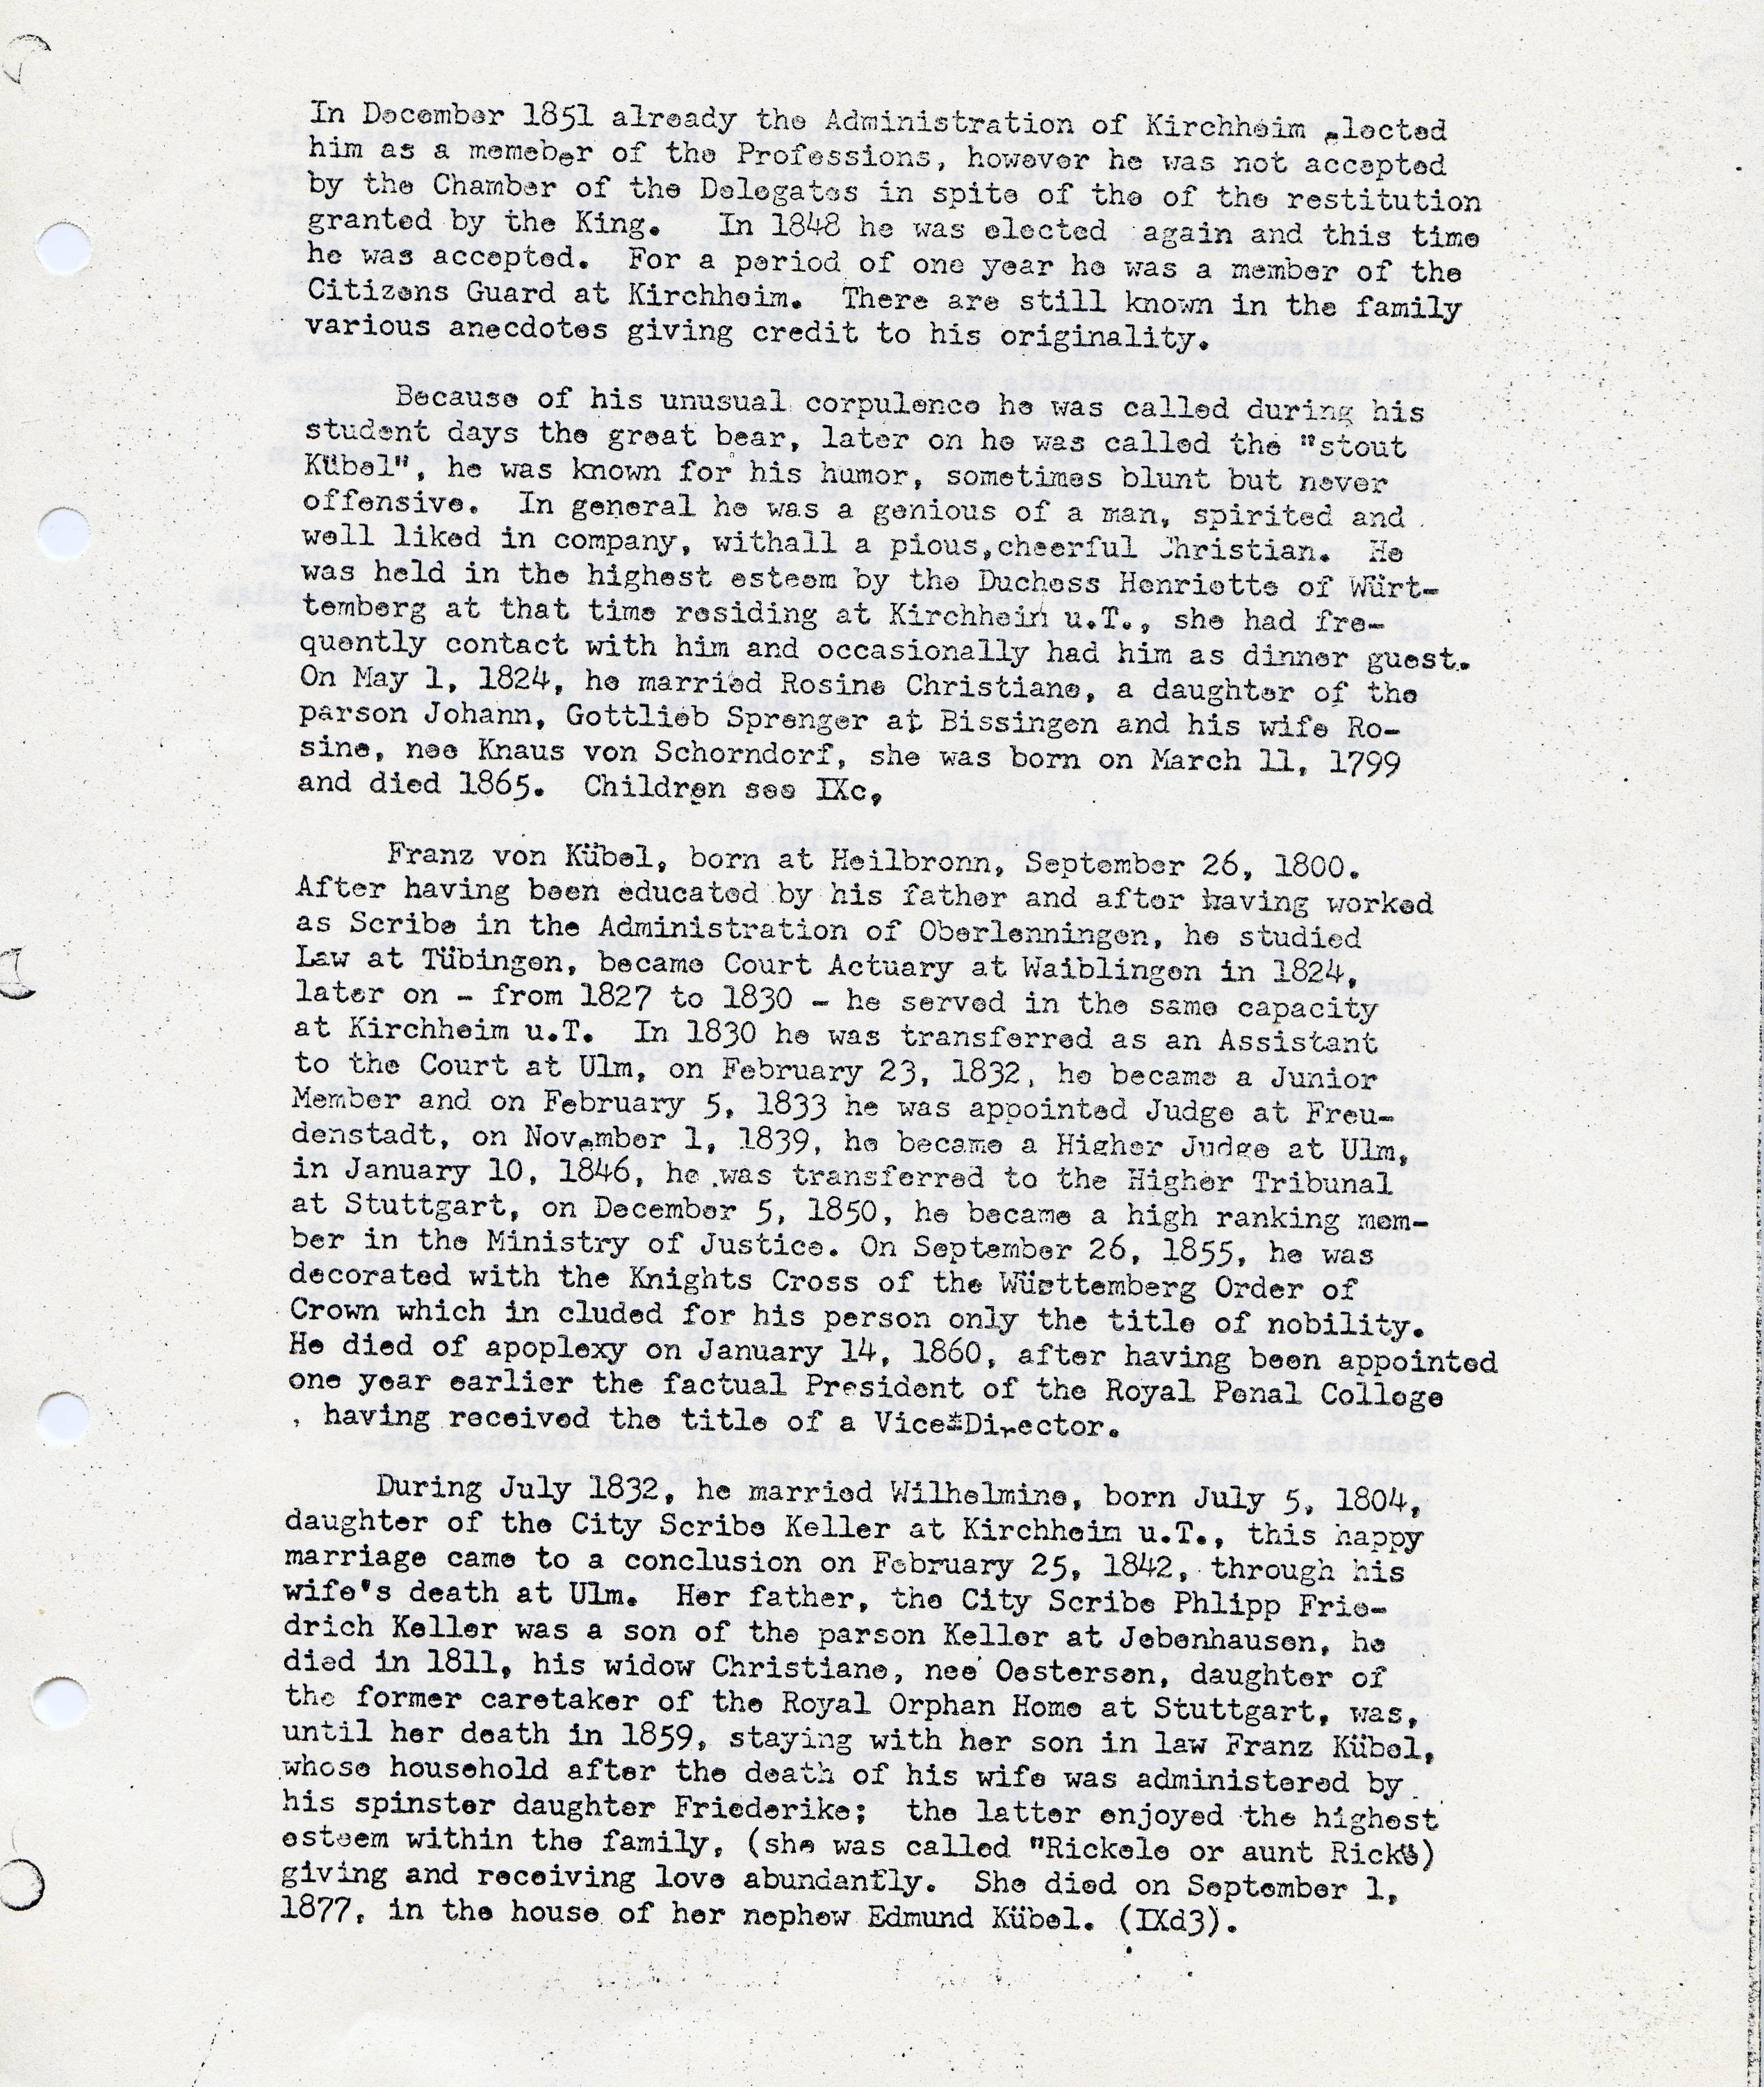 In December 1851 already the Administration of Kirchheim elected
him as a memeber of the Professions, however he was not accepted
by the Chamber of the Delegates in spite of the of the restitution
granted by the King. In 1848 he was elected again and this time
he was accepted. For a period of one year he was a member of the
Citizens Guard at Kirchheim. There are still known in the family
various anecdotes giving credit to his originality.
Because of his unusual corpulence he was called during his
student days the great bear, later on he was called the "stout
Kübel", he was known for his humor, sometimes blunt but never
offensive. In general he was a genious of a man, spirited and
well liked in company, withall a pious,cheerful Christian. He
was held in the highest esteem by the Duchess Henriette of Würt-
temberg at that time residing at Kirchheim u.T., she had fre-
quently contact with him and occasionally had him as dinner guest.
On May 1, 1824, he married Rosine Christiane, a daughter of the
parson Johann, Gottlieb Sprenger at Bissingen and his wife Ro-
sine, nee Knaus von Schorndorf, she was born on March 11, 1799
and died 1865. Children see IXc,
Franz von Kübel, born at Heilbronn, September 26, 1800.
After having been educated by his father and after having worked
as Scribe in the Administration of Oberlenningen, he studied
Law at Tübingen, became Court Actuary at Waiblingen in 1824,
later on - from 1827 to 1830 - he served in the same capacity
at Kirchheim u.T. In 1830 he was transferred as an Assistant
to the Court at Ulm, on February 23, 1832, he became a Junior
Member and on February 5, 1833 he was appointed Judge at Freu-
denstadt, on November 1, 1839, he became a Higher Judge at Ulm,
in January 10, 1846, he was transferred to the Higher Tribunal
at Stuttgart, on December 5, 1850, he became a high ranking mem-
ber in the Ministry of Justice. On September 26, 1855, he was
decorated with the Knights Cross of the Württemberg Order of
Crown which in cluded for his person only the title of nobility.
He died of apoplexy on January 14, 1860, after having been appointed
one year earlier the factual President of the Royal Penal College
, having received the title of a Vice-Director.
During July 1832, he married Wilhelmine, born July 5, 1804,
daughter of the City Scribe Keller at Kirchheim u.T., this happy
marriage came to a conclusion on February 25, 1842, through his
wife's death at Ulm. Her father, the City Scribe Phlipp Frie-
drich Keller was a son of the parson Keller at Jebenhausen, he
died in 1811, his widow Christiane, nee Oestersen, daughter of
the former caretaker of the Royal Orphan Home at Stuttgart, was,
until her death in 1859, staying with her son in law Franz Kübel,
whose household after the death of his wife was administered by
his spinster daughter Friederike; the latter enjoyed the highest
esteem within the family, (she was called "Rickele or aunt Ricke")
giving and receiving love abundantly. She died on September 1,
1877, in the house of her nephew Edmund Kübel. (IXd3).